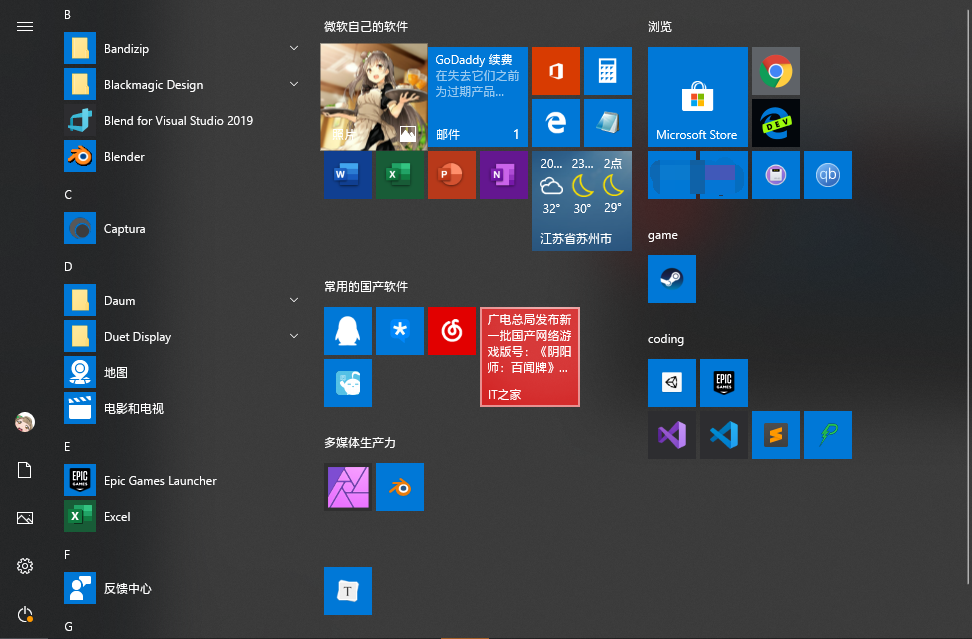 B
Bandizip
Blackmagic Design
Blend for Visual Studio 2019
Blender
C
Captura
D
Daum
Duet Display
地图
电影和电视
E
EPIC GAMES
Epic Games Launcher
Excel
F
反馈中心
G
微软自己的软件
照片
GoDaddy 续费
在失去它们之前
为过期产品...
邮件 1
W
X
P
N
20... 23... 2点
32° 30° 29°
江苏省苏州市
常用的国产软件
广电总局发布新
一批国产网络游
戏版号：《阴阳
师：百闻牌》...
IT之家
多媒体生产力
T
浏览
Microsoft Store
DEV
qb
game
coding
EPIC GAMES